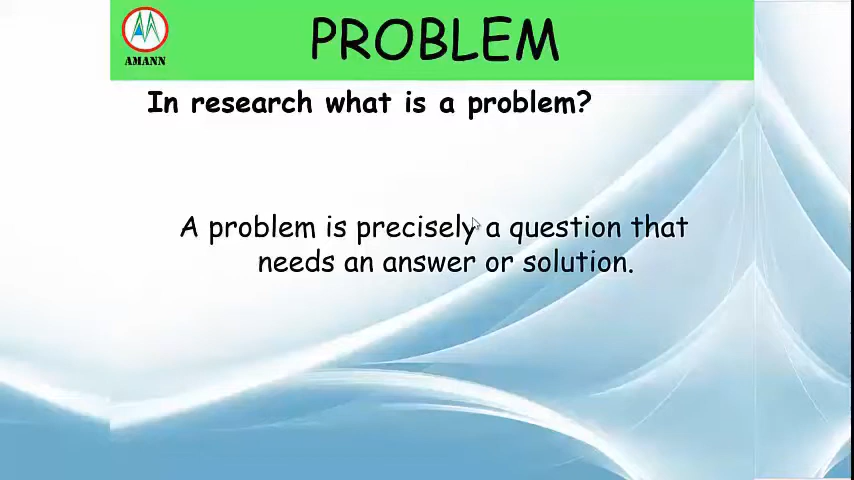 PROBLEM
AMANN
In research what is a problem?
A problem is precisely a question that
needs an answer or solution.